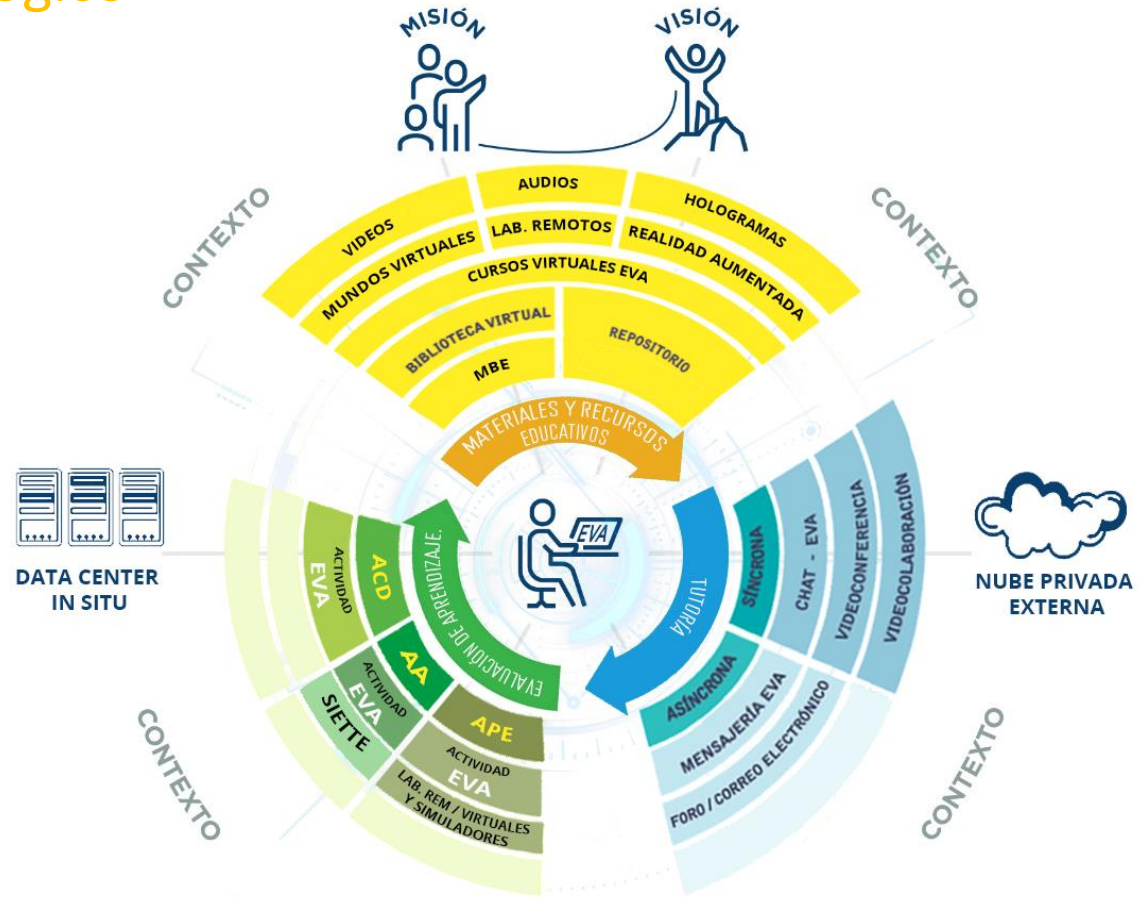 MISIÓN
VISIÓN
CONTEXTO
CONTEXTO
VIDEOS
AUDIOS
HOLOGRAMAS
MUNDOS VIRTUALES
LAB. REMOTOS
REALIDAD AUMENTADA
CURSOS VIRTUALES EVA
BIBLIOTECA VIRTUAL
REPOSITORIO
MBE
MATERIALES Y RECURSOS
EDUCATIVOS
EVA
DATA CENTER
IN SITU
NUBE PRIVADA
EXTERNA
TUTORÍA
SÍNCRONA
CHAT - EVA
VIDEOCONFERENCIA
VIDEOCOLABORACIÓN
ASÍNCRONA
MENSAJERÍA EVA
FORO / CORREO ELECTRÓNICO
EVALUACIÓN DE APRENDIZAJE.
ACD
ACTIVIDAD
EVA
AA
ACTIVIDAD
EVA
SIETTE
APE
ACTIVIDAD
EVA
LAB. REM / VIRTUALES
Y SIMULADORES
CONTEXTO
CONTEXTO